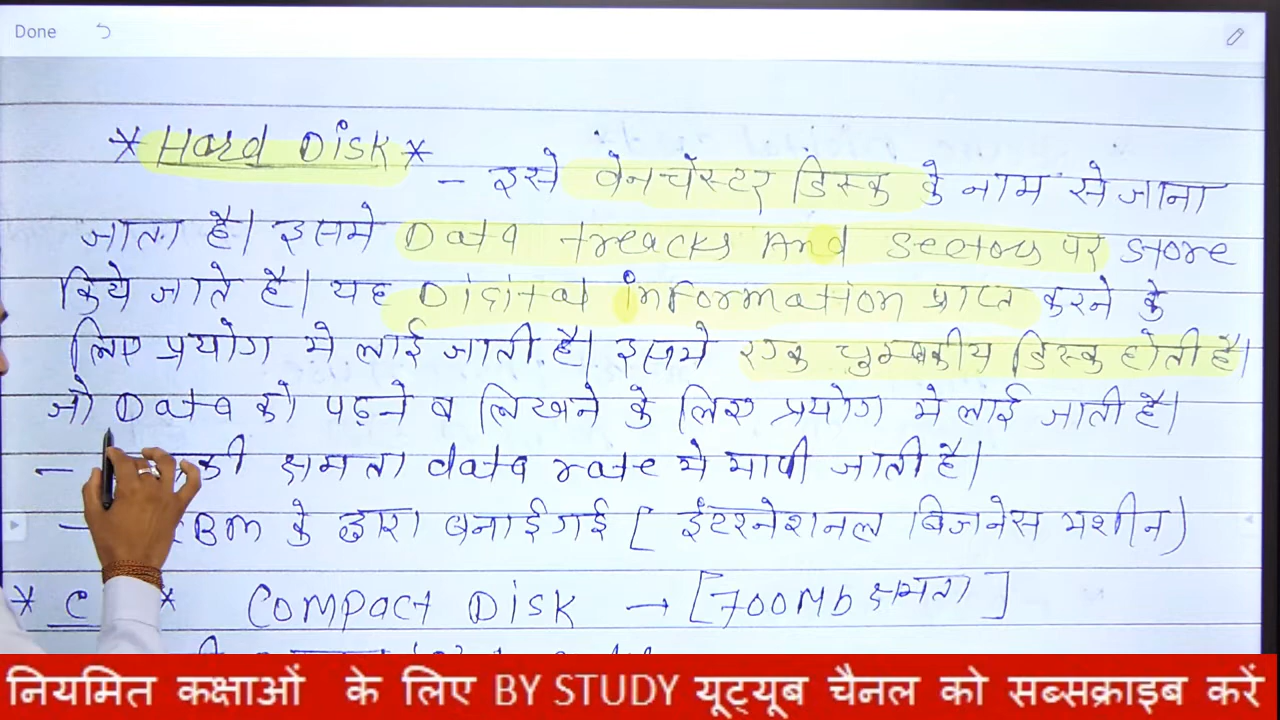 Done
* Hard Disk *
– इसे वेनचेस्टर डिस्क के नाम से जाना
जाता है। इसमे Data treacks And Sectors पर store
किये जाते है। यह Digital information प्राप्त करने के
लिए प्रयोग मे लाई जाती है। इसमे एक चुम्बकीय डिस्क होती है।
जो Data को पढ़ने व लिखने के लिए प्रयोग मे लाई जाती है।
– क्षमता data rate मे मापी जाती है।
– IBM के द्वारा बनाई गई [ इंटरनेशनल बिजनेस मशीन )
* C * Compact Disk → [700Mb क्षमता ]
नियमित कक्षाओं के लिए BY STUDY यूट्यूब चैनल को सब्सक्राइब करें